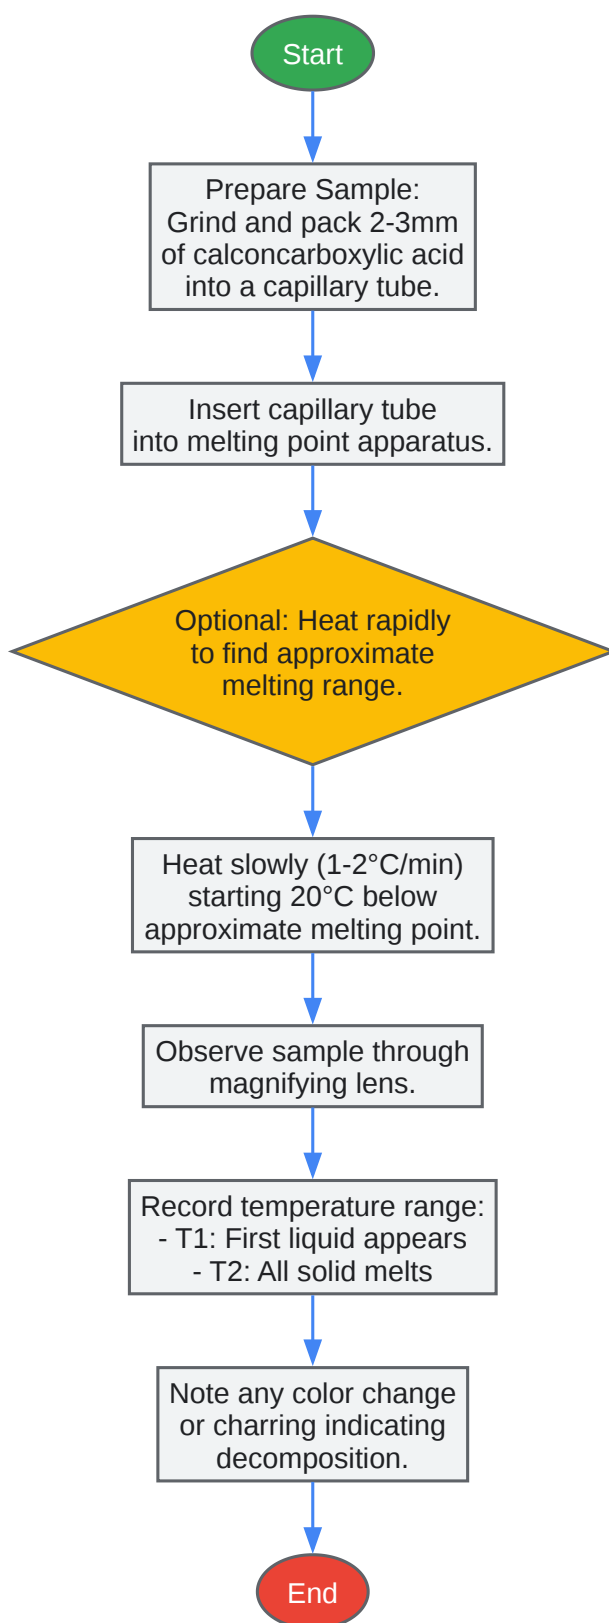 Start
Prepare Sample:
Grind and pack 2-3mm
of calconcarboxylic acid
into a capillary tube.
Insert capillary tube
into melting point apparatus.
Optional: Heat rapidly
to find approximate
melting range.
Heat slowly (1-2°C/min)
starting 20°C below
approximate melting point.
Observe sample through
magnifying lens.
Record temperature range:
- T1: First liquid appears
- T2: All solid melts
Note any color change
or charring indicating
decomposition.
End